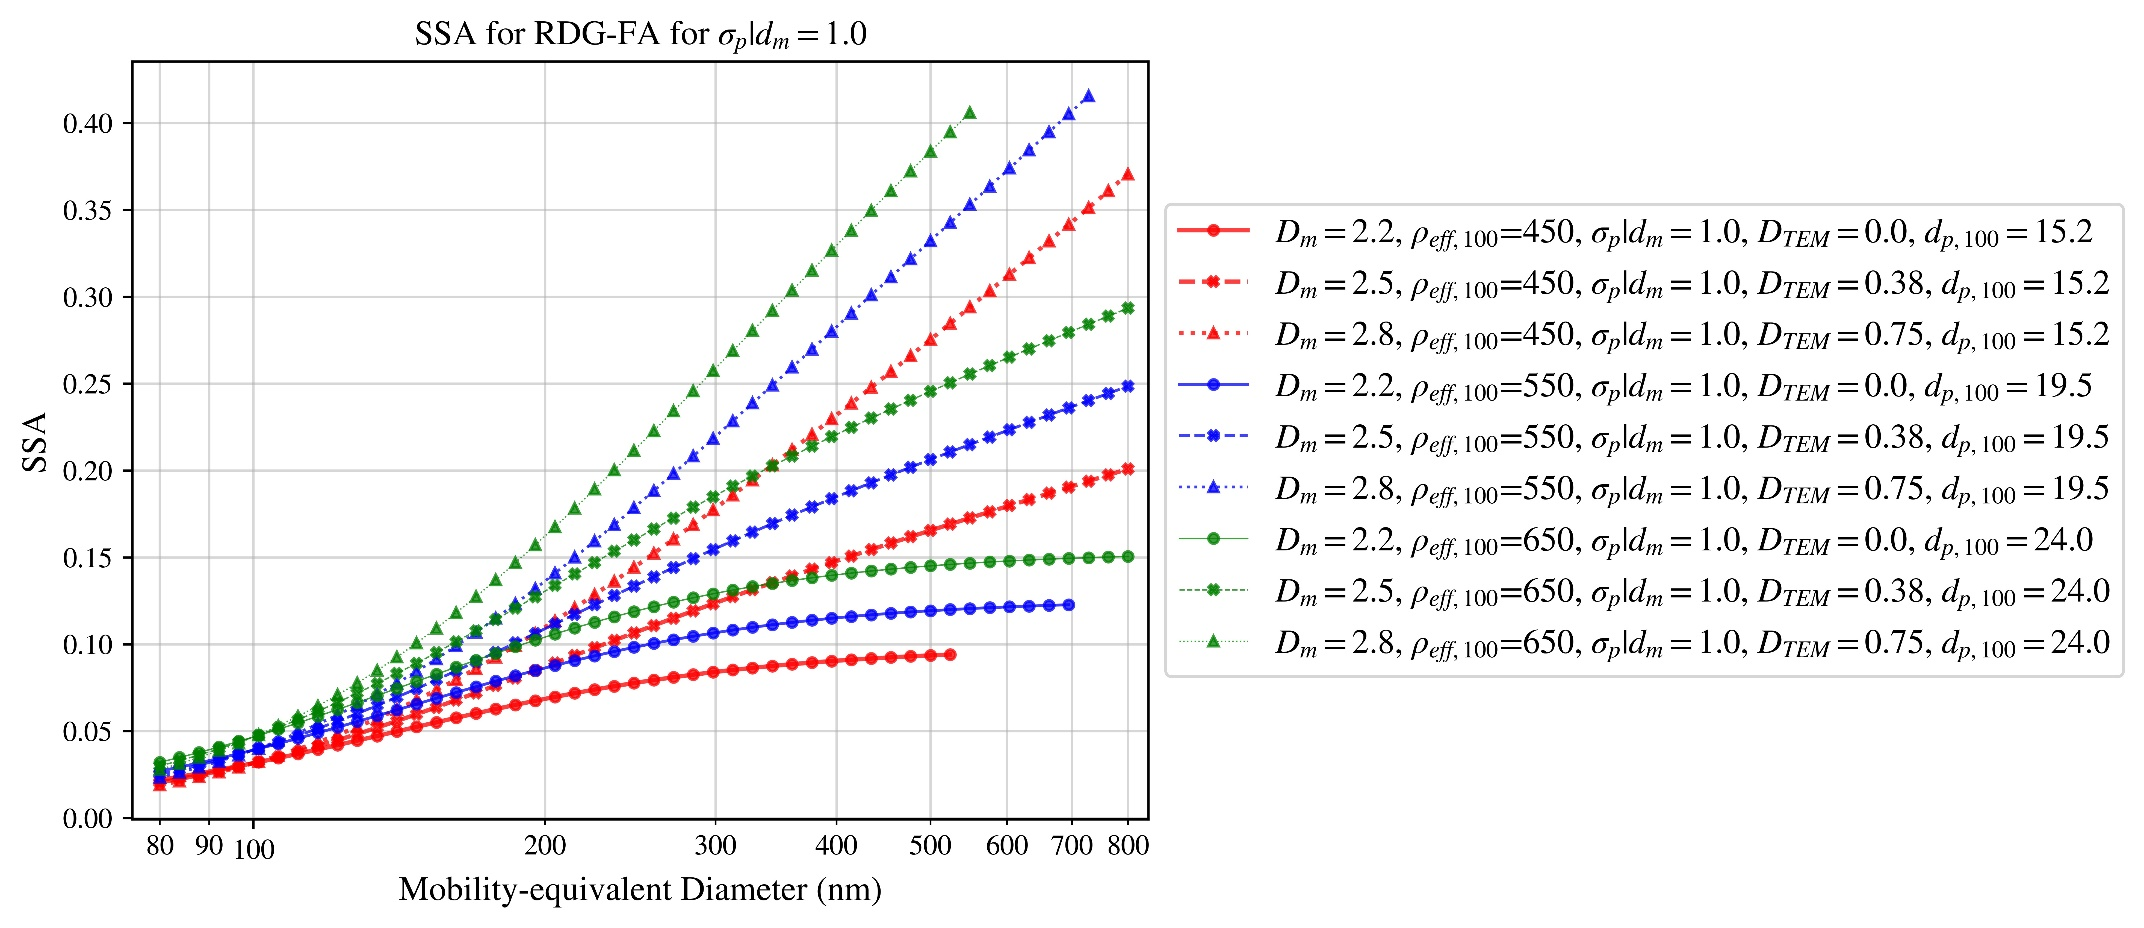 SSA for RDG-FA for σp|dm = 1.0
0.40
0.35
0.30
0.25
0.20
0.15
0.10
0.05
0.00
SSA
80 90 100 200 300 400 500 600 700 800
Mobility-equivalent Diameter (nm)
Dm = 2.2, ρeff, 100=450, σp|dm = 1.0, DTEM = 0.0, dp, 100 = 15.2
Dm = 2.5, ρeff, 100=450, σp|dm = 1.0, DTEM = 0.38, dp, 100 = 15.2
Dm = 2.8, ρeff, 100=450, σp|dm = 1.0, DTEM = 0.75, dp, 100 = 15.2
Dm = 2.2, ρeff, 100=550, σp|dm = 1.0, DTEM = 0.0, dp, 100 = 19.5
Dm = 2.5, ρeff, 100=550, σp|dm = 1.0, DTEM = 0.38, dp, 100 = 19.5
Dm = 2.8, ρeff, 100=550, σp|dm = 1.0, DTEM = 0.75, dp, 100 = 19.5
Dm = 2.2, ρeff, 100=650, σp|dm = 1.0, DTEM = 0.0, dp, 100 = 24.0
Dm = 2.5, ρeff, 100=650, σp|dm = 1.0, DTEM = 0.38, dp, 100 = 24.0
Dm = 2.8, ρeff, 100=650, σp|dm = 1.0, DTEM = 0.75, dp, 100 = 24.0